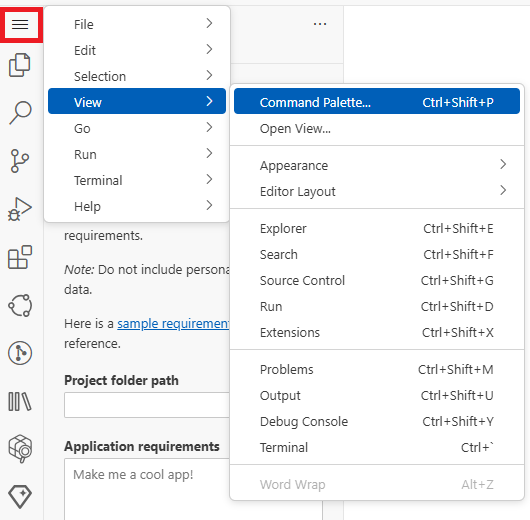 File
Edit
Selection
View
Go
Run
Terminal
Help
...
Command Palette... Ctrl+Shift+P
Open View...
Appearance
Editor Layout
Explorer Ctrl+Shift+E
Search Ctrl+Shift+F
Source Control Ctrl+Shift+G
Run Ctrl+Shift+D
Extensions Ctrl+Shift+X
Problems Ctrl+Shift+M
Output Ctrl+Shift+U
Debug Console Ctrl+Shift+Y
Terminal Ctrl+`
Word Wrap Alt+Z
requirements.
Note: Do not include persona
data.
Here is a sample requirement
reference.
Project folder path
Application requirements
Make me a cool app!